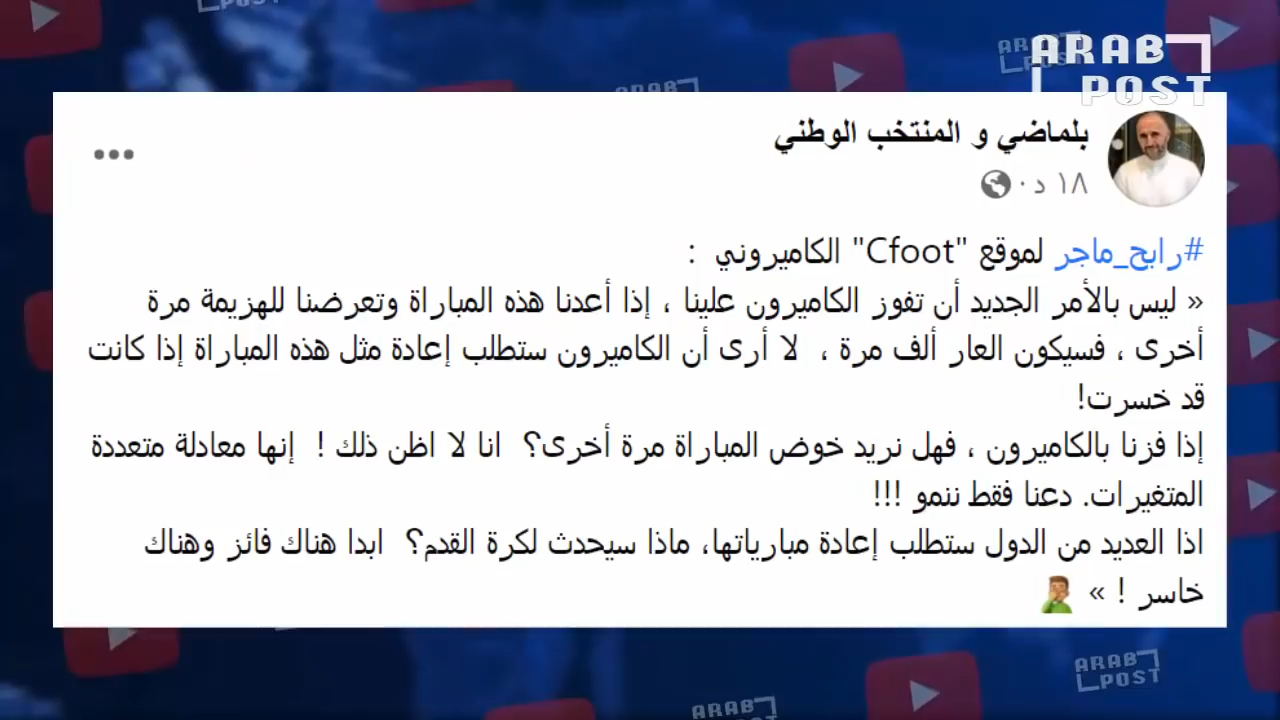 ARAB
POST
بلماضي و المنتخب الوطني
١٨ د ·
#رابح_ماجر لموقع "Cfoot" الكاميروني :
« ليس بالأمر الجديد أن تفوز الكاميرون علينا ، إذا أعدنا هذه المباراة وتعرضنا للهزيمة مرة
أخرى ، فسيكون العار ألف مرة ، لا أرى أن الكاميرون ستطلب إعادة مثل هذه المباراة إذا كانت
قد خسرت!
إذا فزنا بالكاميرون ، فهل نريد خوض المباراة مرة أخرى؟ انا لا اظن ذلك ! إنها معادلة متعددة
المتغيرات. دعنا فقط ننمو !!!
اذا العديد من الدول ستطلب إعادة مبارياتها، ماذا سيحدث لكرة القدم؟ ابدا هناك فائز وهناك
خاسر ! » 🤦‍♂️
ARAB
POST
ARAB
POST